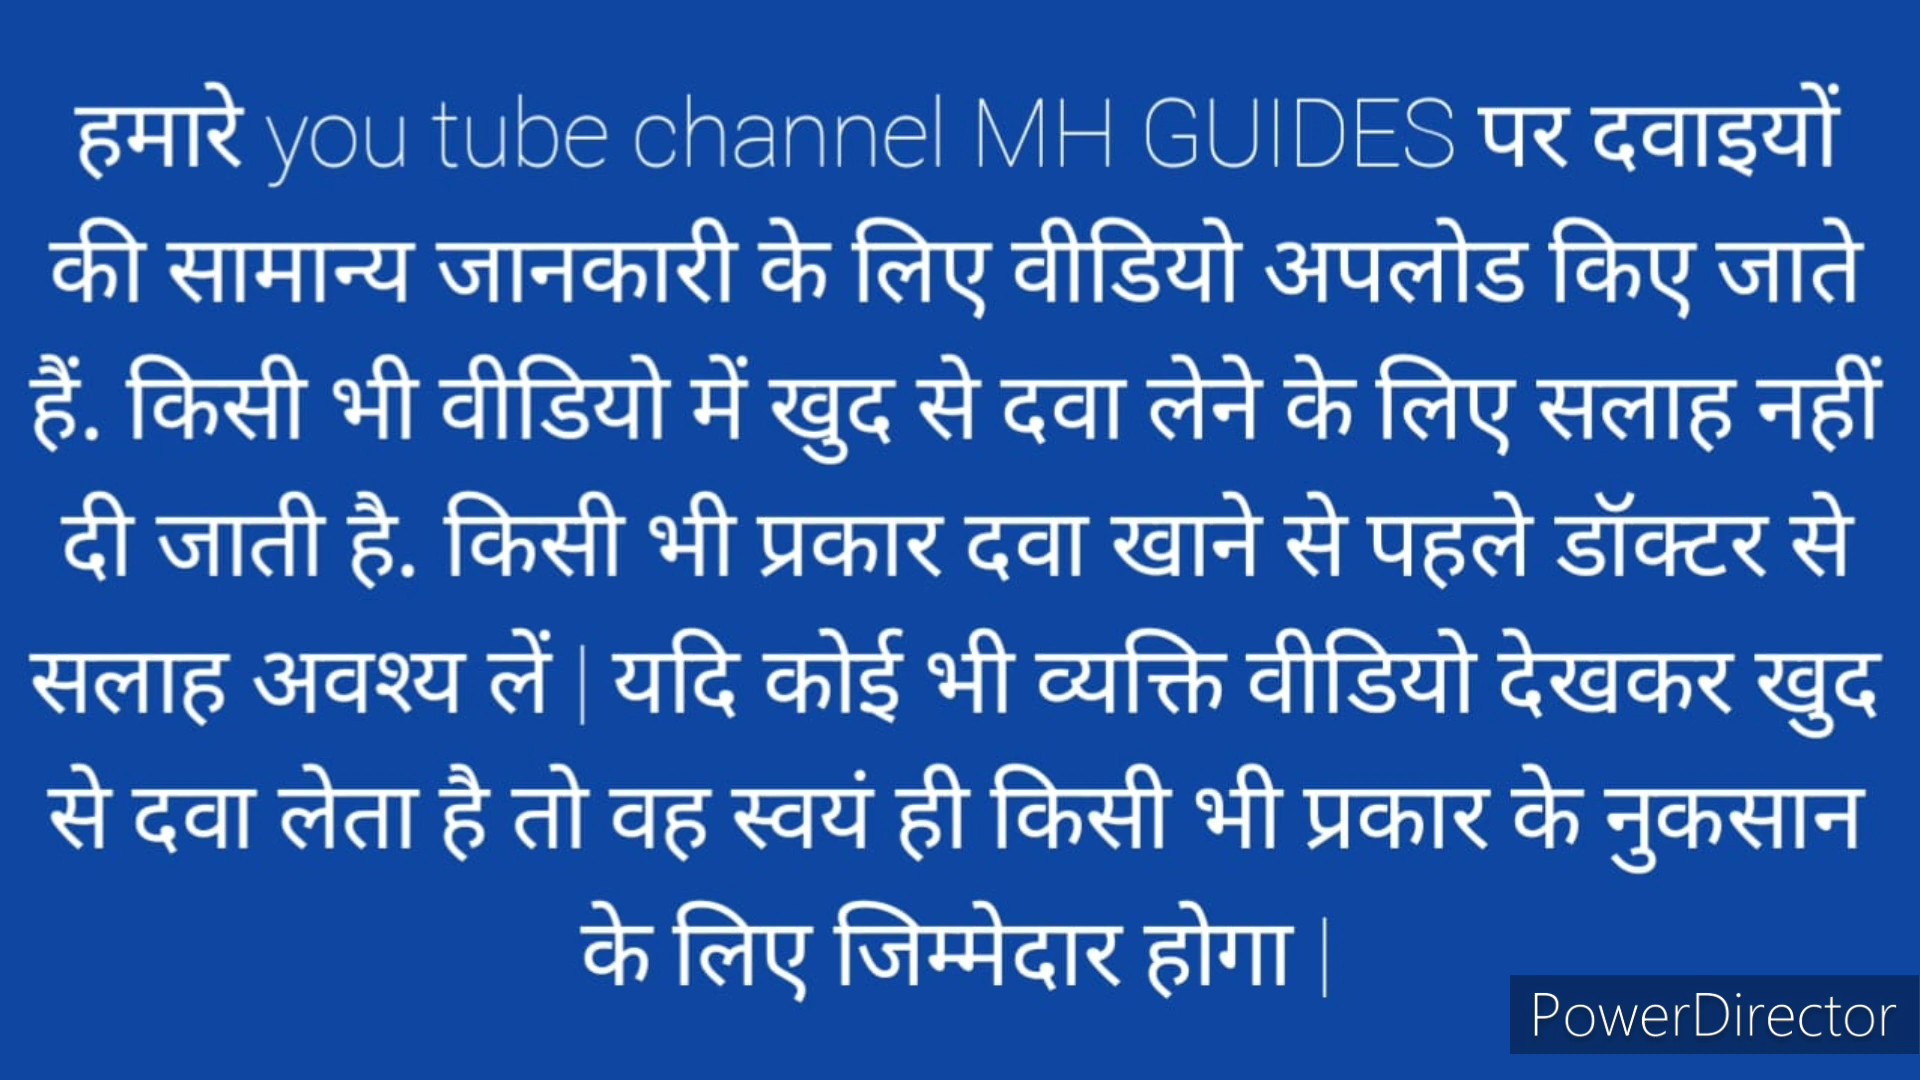 हमारे you tube channel MH GUIDES पर दवाइयों
की सामान्य जानकारी के लिए वीडियो अपलोड किए जाते
हैं. किसी भी वीडियो में खुद से दवा लेने के लिए सलाह नहीं
दी जाती है. किसी भी प्रकार दवा खाने से पहले डॉक्टर से
सलाह अवश्य लें | यदि कोई भी व्यक्ति वीडियो देखकर खुद
से दवा लेता है तो वह स्वयं ही किसी भी प्रकार के नुकसान
के लिए जिम्मेदार होगा |
PowerDirector